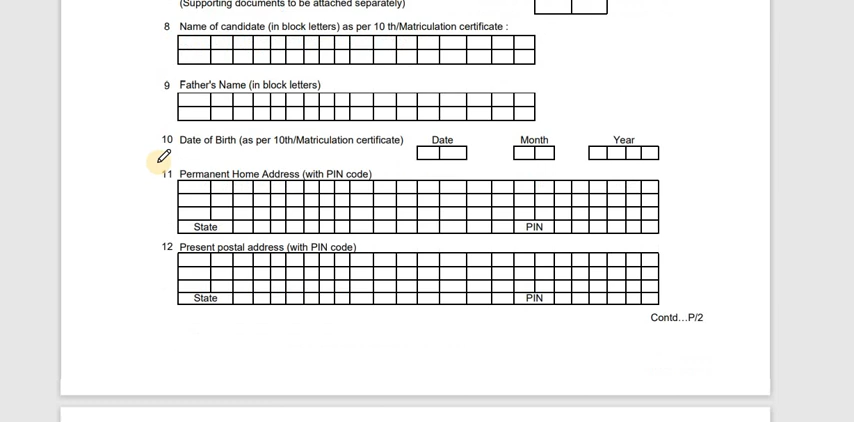 (Supporting documents to be attached separately)
8 Name of candidate (in block letters) as per 10 th/Matriculation certificate :
9 Father's Name (in block letters)
10 Date of Birth (as per 10th/Matriculation certificate) Date Month Year
11 Permanent Home Address (with PIN code)
State PIN
12 Present postal address (with PIN code)
State PIN
Contd...P/2